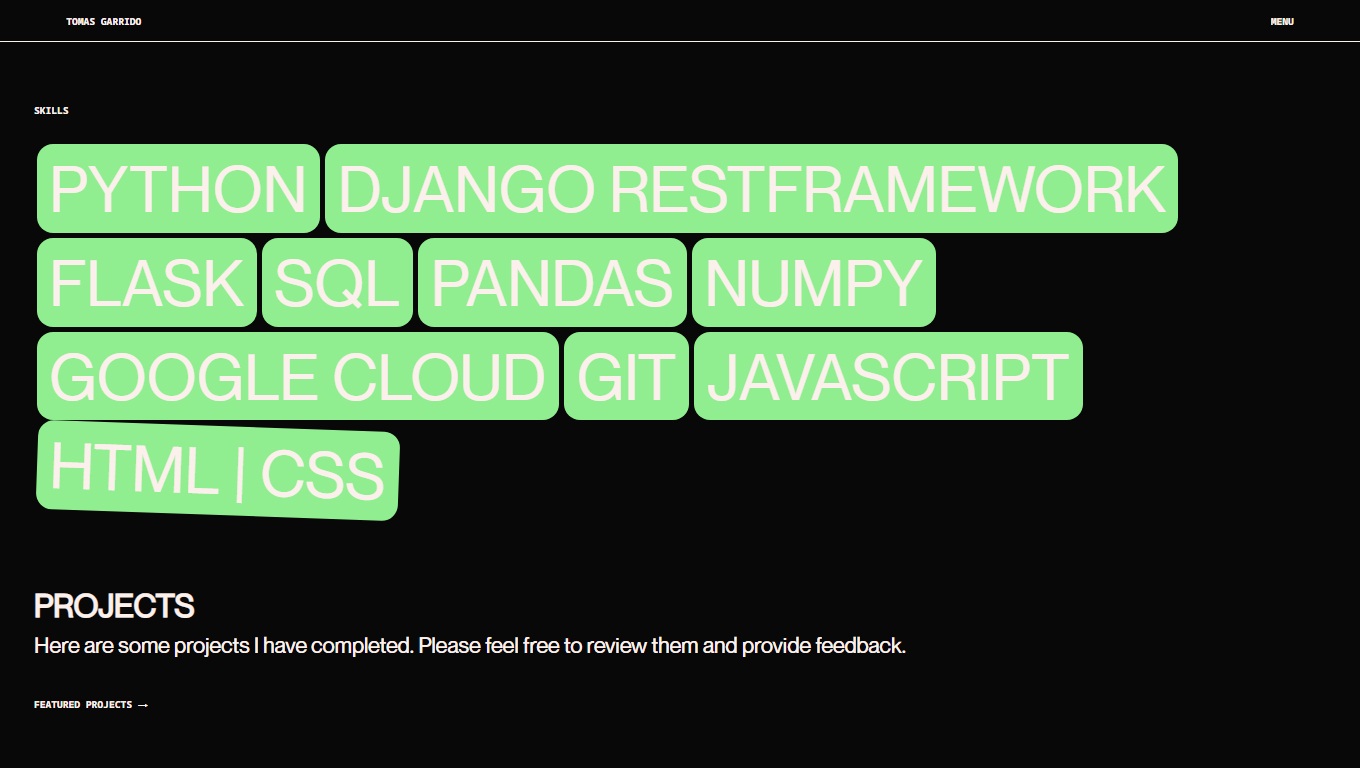 TOMAS GARRIDO MENU
SKILLS
PYTHON DJANGO RESTFRAMEWORK
FLASK SQL PANDAS NUMPY
GOOGLE CLOUD GIT JAVASCRIPT
HTML | CSS
PROJECTS
Here are some projects I have completed. Please feel free to review them and provide feedback.
FEATURED PROJECTS →